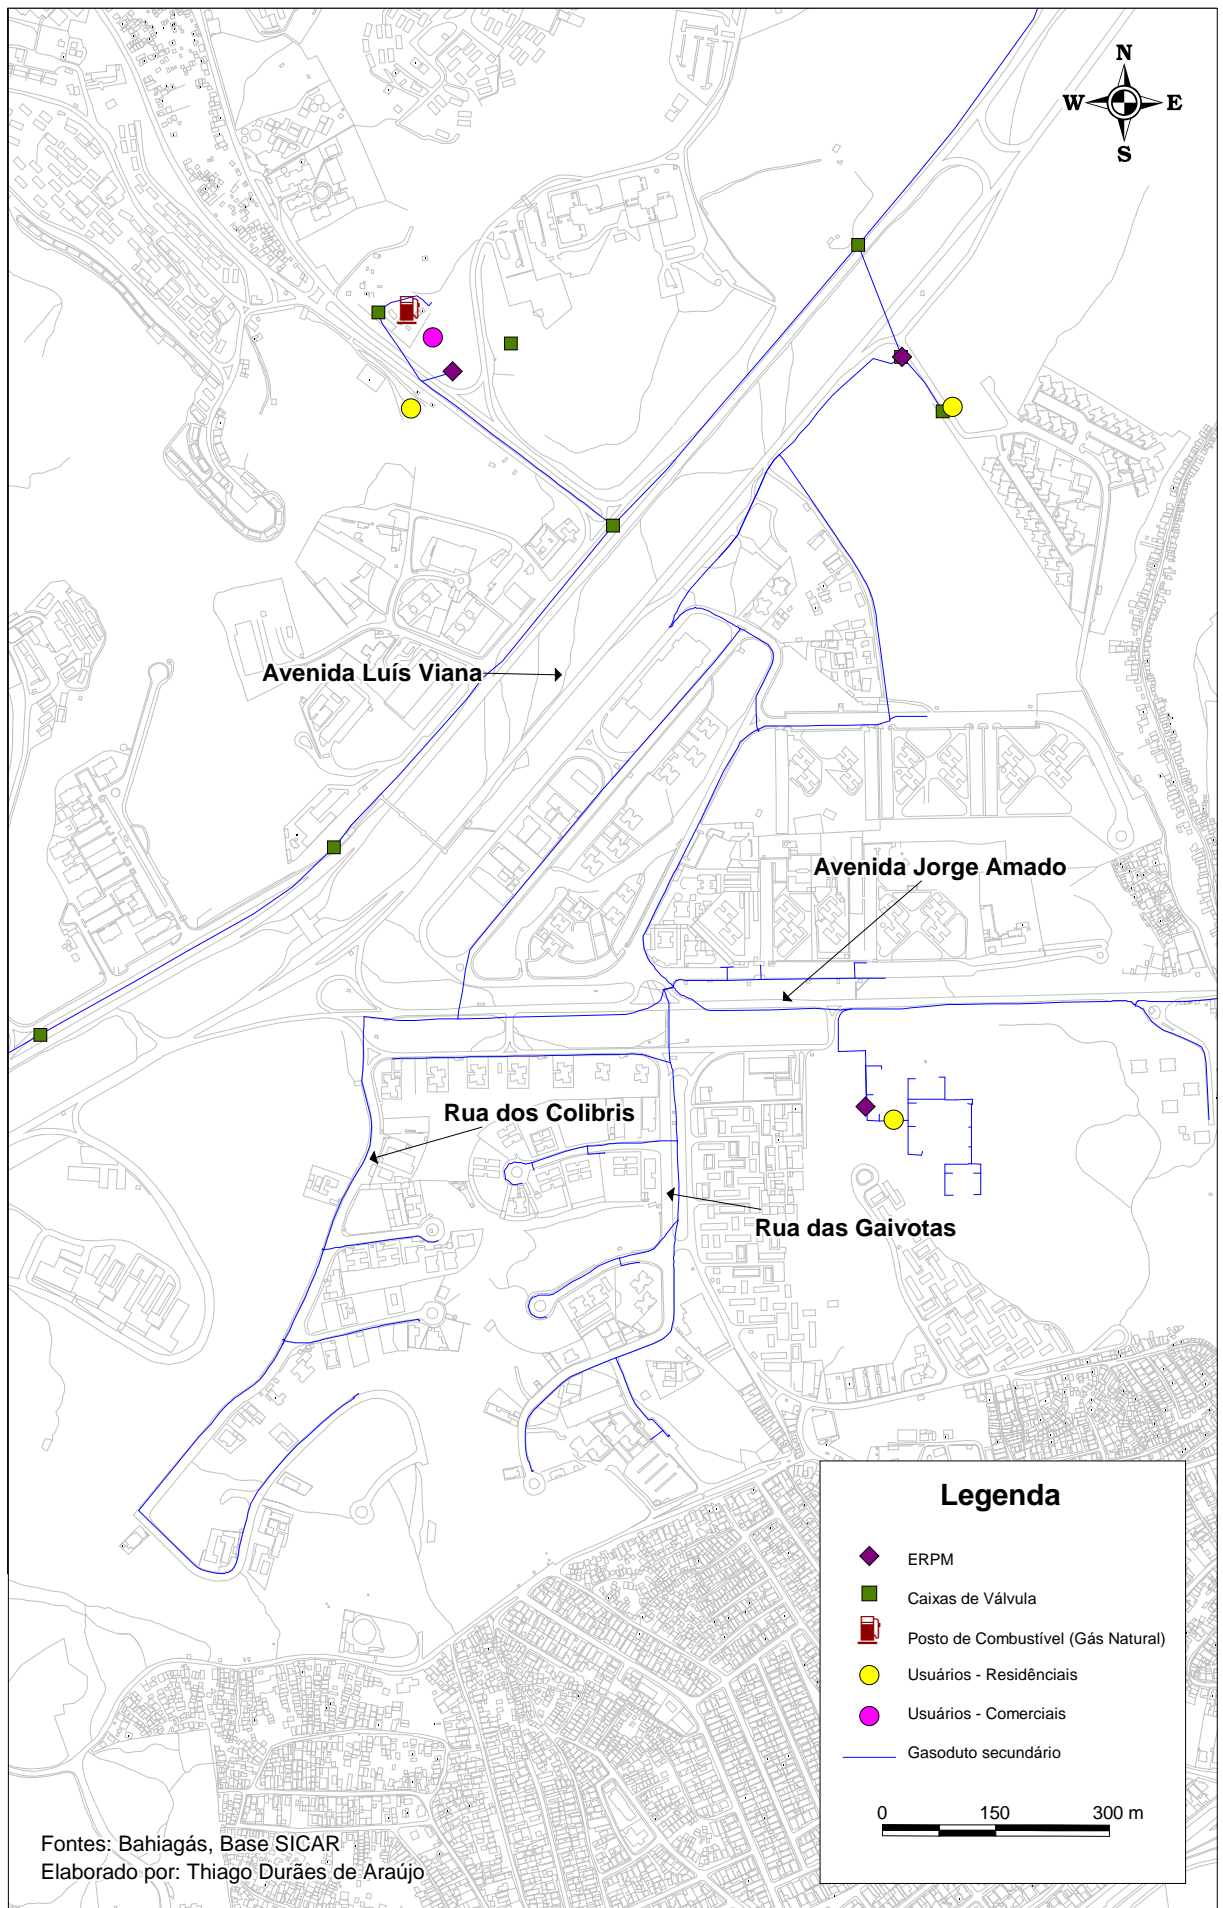 N
W E
S
Avenida Luís Viana
Avenida Jorge Amado
Rua dos Colibris
Rua das Gaivotas
Legenda
ERPM
Caixas de Válvula
Posto de Combustível (Gás Natural)
Usuários - Residênciais
Usuários - Comerciais
Gasoduto secundário
0 150 300 m
Fontes: Bahiagás, Base SICAR
Elaborado por: Thiago Durães de Araújo